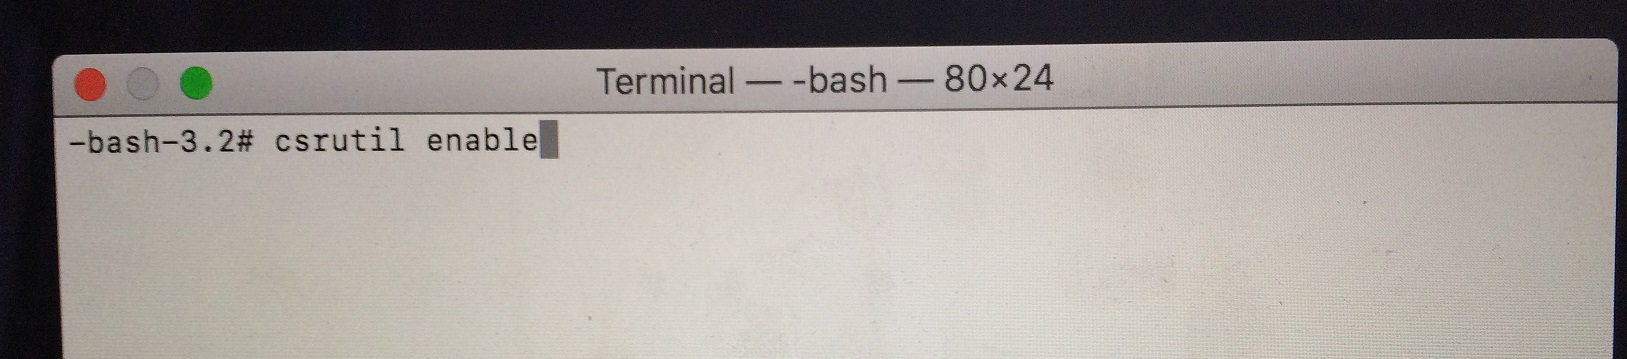 Terminal — -bash — 80×24
-bash-3.2# csrutil enable